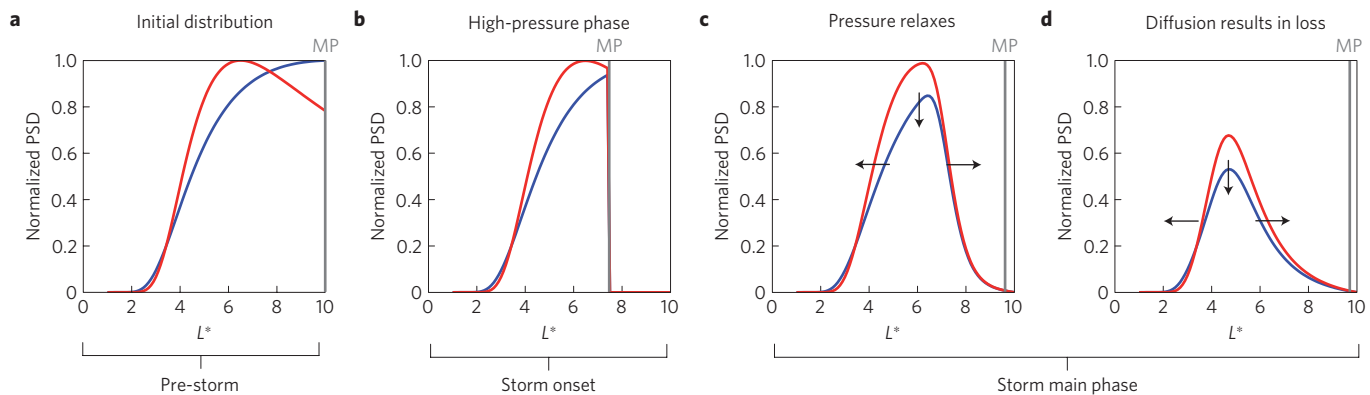 a
Initial distribution
MP
Normalized PSD
1.0
0.8
0.6
0.4
0.2
0
0 2 4 6 8 10
L*
Pre-storm
b
High-pressure phase
MP
Normalized PSD
1.0
0.8
0.6
0.4
0.2
0
0 2 4 6 8 10
L*
Storm onset
c
Pressure relaxes
MP
Normalized PSD
1.0
0.8
0.6
0.4
0.2
0
0 2 4 6 8 10
L*
d
Diffusion results in loss
MP
Normalized PSD
1.0
0.8
0.6
0.4
0.2
0
0 2 4 6 8 10
L*
Storm main phase